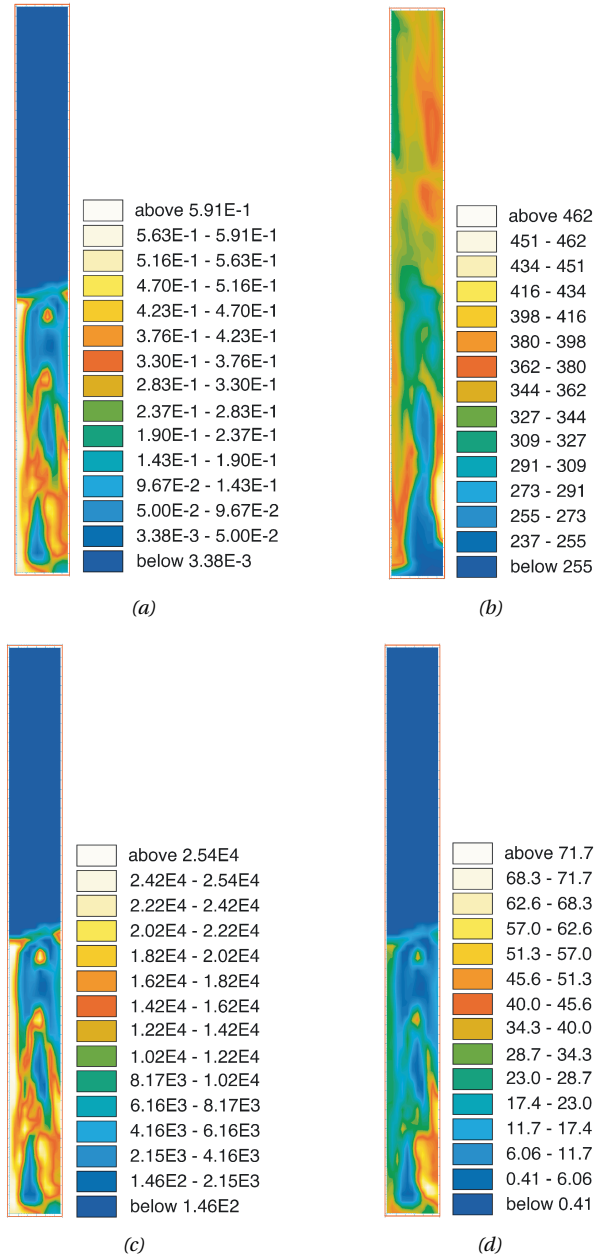 above 5.91E-1
5.63E-1 - 5.91E-1
5.16E-1 - 5.63E-1
4.70E-1 - 5.16E-1
4.23E-1 - 4.70E-1
3.76E-1 - 4.23E-1
3.30E-1 - 3.76E-1
2.83E-1 - 3.30E-1
2.37E-1 - 2.83E-1
1.90E-1 - 2.37E-1
1.43E-1 - 1.90E-1
9.67E-2 - 1.43E-1
5.00E-2 - 9.67E-2
3.38E-3 - 5.00E-2
below 3.38E-3
(a)
above 462
451 - 462
434 - 451
416 - 434
398 - 416
380 - 398
362 - 380
344 - 362
327 - 344
309 - 327
291 - 309
273 - 291
255 - 273
237 - 255
below 255
(b)
above 2.54E4
2.42E4 - 2.54E4
2.22E4 - 2.42E4
2.02E4 - 2.22E4
1.82E4 - 2.02E4
1.62E4 - 1.82E4
1.42E4 - 1.62E4
1.22E4 - 1.42E4
1.02E4 - 1.22E4
8.17E3 - 1.02E4
6.16E3 - 8.17E3
4.16E3 - 6.16E3
2.15E3 - 4.16E3
1.46E2 - 2.15E3
below 1.46E2
(c)
above 71.7
68.3 - 71.7
62.6 - 68.3
57.0 - 62.6
51.3 - 57.0
45.6 - 51.3
40.0 - 45.6
34.3 - 40.0
28.7 - 34.3
23.0 - 28.7
17.4 - 23.0
11.7 - 17.4
6.06 - 11.7
0.41 - 6.06
below 0.41
(d)